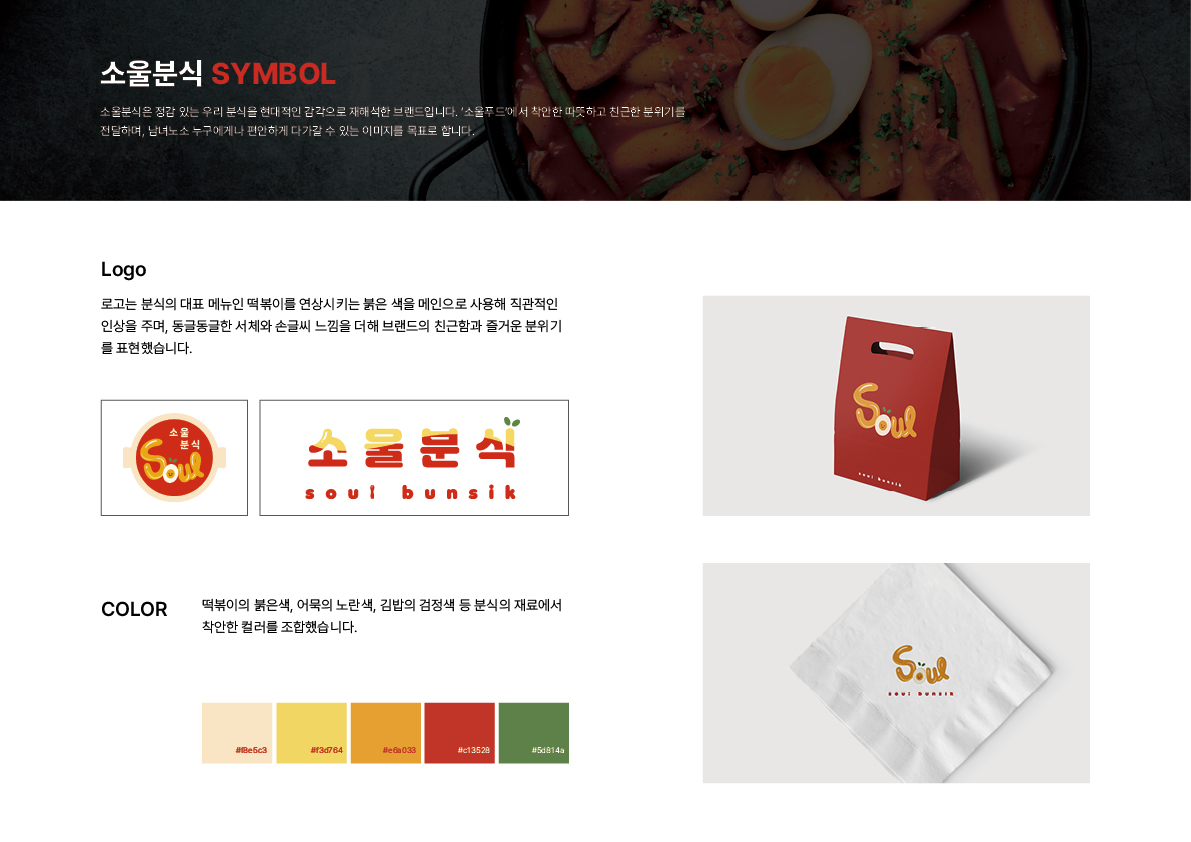 소울분식 SYMBOL
소울분식은 정감 있는 우리 분식을 현대적인 감각으로 재해석한 브랜드입니다. '소울푸드'에서 착안한 따뜻하고 친근한 분위기를
전달하며, 남녀노소 누구에게나 편안하게 다가갈 수 있는 이미지를 목표로 합니다.
Logo
로고는 분식의 대표 메뉴인 떡볶이를 연상시키는 붉은 색을 메인으로 사용해 직관적인
인상을 주며, 동글동글한 서체와 손글씨 느낌을 더해 브랜드의 친근함과 즐거운 분위기
를 표현했습니다.
소울
분식
Soul
소울분식
soul bunsik
Soul
soul bunsik
COLOR
떡볶이의 붉은색, 어묵의 노란색, 김밥의 검정색 등 분식의 재료에서
착안한 컬러를 조합했습니다.
#f8e5c3
#f3d764
#e6a033
#c13528
#5d814a
Soul
soul bunsik